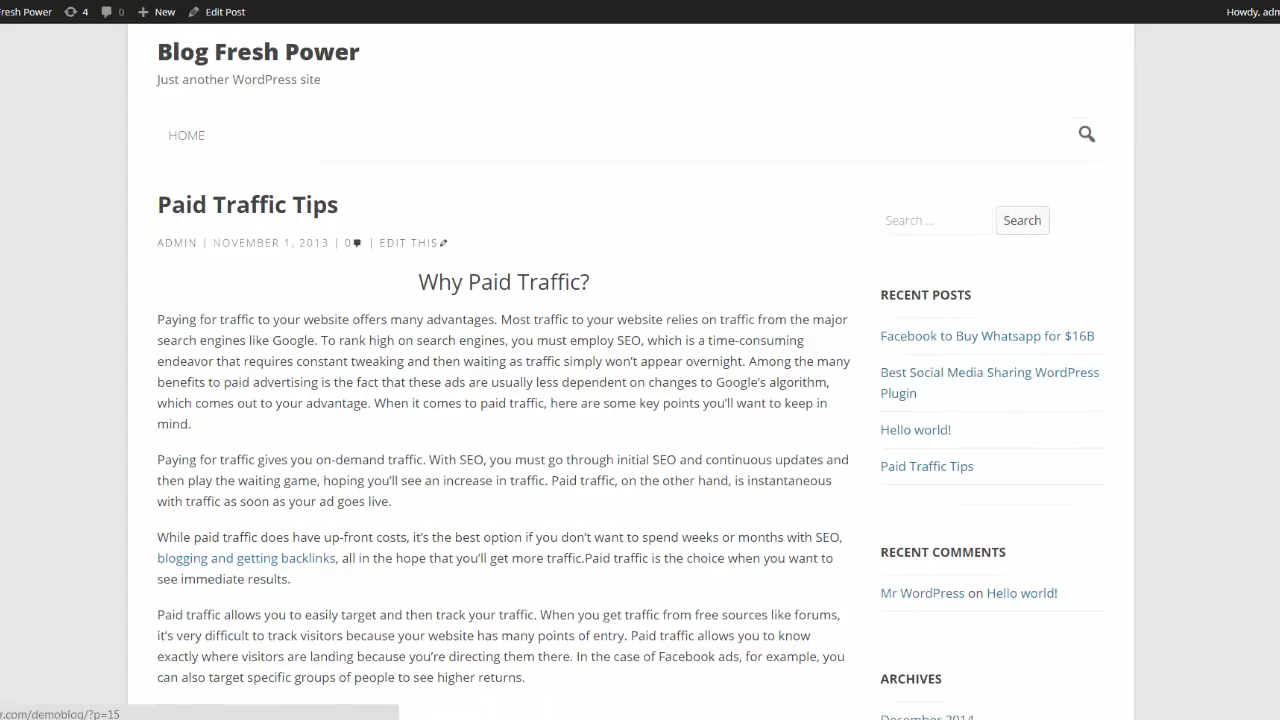 Fresh Power 4 0 New Edit Post Howdy, adm
Blog Fresh Power
Just another WordPress site
HOME
Paid Traffic Tips
ADMIN | NOVEMBER 1, 2013 | 0 | EDIT THIS
Why Paid Traffic?
Paying for traffic to your website offers many advantages. Most traffic to your website relies on traffic from the major
search engines like Google. To rank high on search engines, you must employ SEO, which is a time-consuming
endeavor that requires constant tweaking and then waiting as traffic simply won't appear overnight. Among the many
benefits to paid advertising is the fact that these ads are usually less dependent on changes to Google's algorithm,
which comes out to your advantage. When it comes to paid traffic, here are some key points you'll want to keep in
mind.
Paying for traffic gives you on-demand traffic. With SEO, you must go through initial SEO and continuous updates and
then play the waiting game, hoping you'll see an increase in traffic. Paid traffic, on the other hand, is instantaneous
with traffic as soon as your ad goes live.
While paid traffic does have up-front costs, it's the best option if you don't want to spend weeks or months with SEO,
blogging and getting backlinks, all in the hope that you'll get more traffic.Paid traffic is the choice when you want to
see immediate results.
Paid traffic allows you to easily target and then track your traffic. When you get traffic from free sources like forums,
it's very difficult to track visitors because your website has many points of entry. Paid traffic allows you to know
exactly where visitors are landing because you're directing them there. In the case of Facebook ads, for example, you
can also target specific groups of people to see higher returns.
Search ... Search
RECENT POSTS
Facebook to Buy Whatsapp for $16B
Best Social Media Sharing WordPress
Plugin
Hello world!
Paid Traffic Tips
RECENT COMMENTS
Mr WordPress on Hello world!
ARCHIVES
December 2014
w.com/demoblog/?p=15